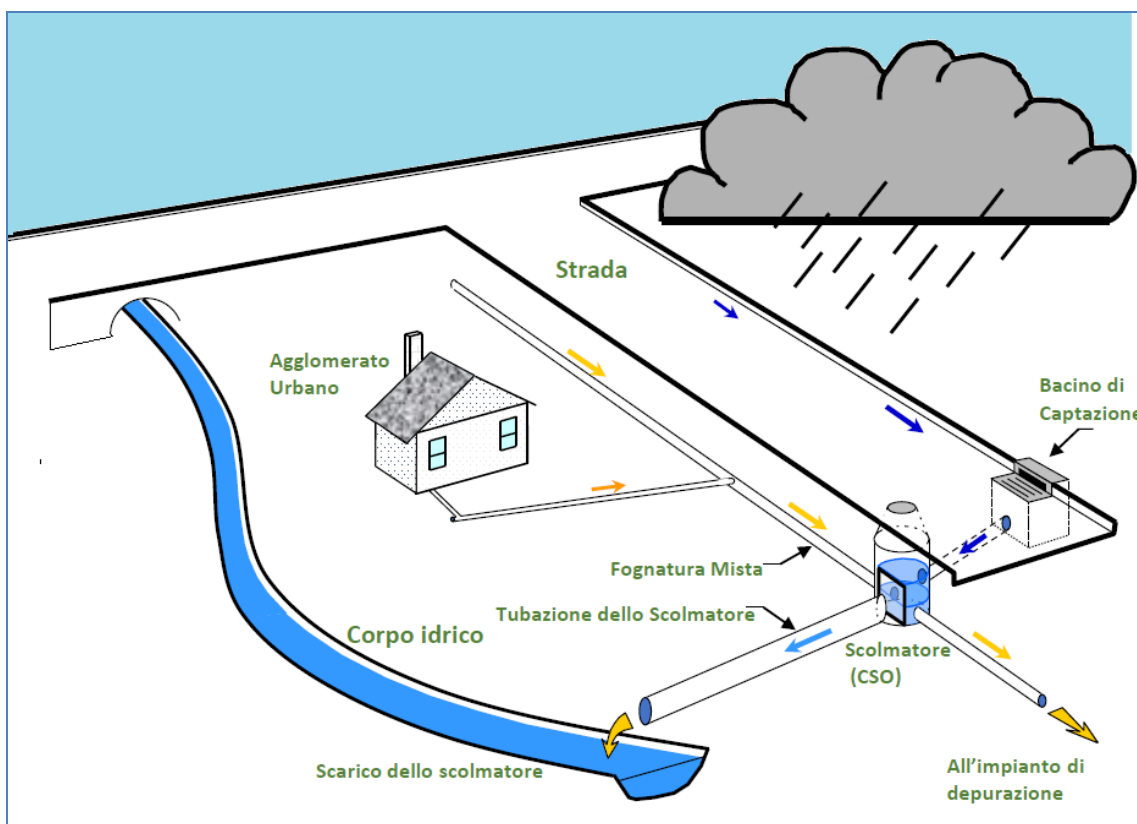 Strada
Agglomerato
Urbano
Bacino di
Captazione
Fognatura Mista
Tubazione dello Scolmatore
Corpo idrico
Scolmatore
(CSO)
Scarico dello scolmatore
All'impianto di
depurazione